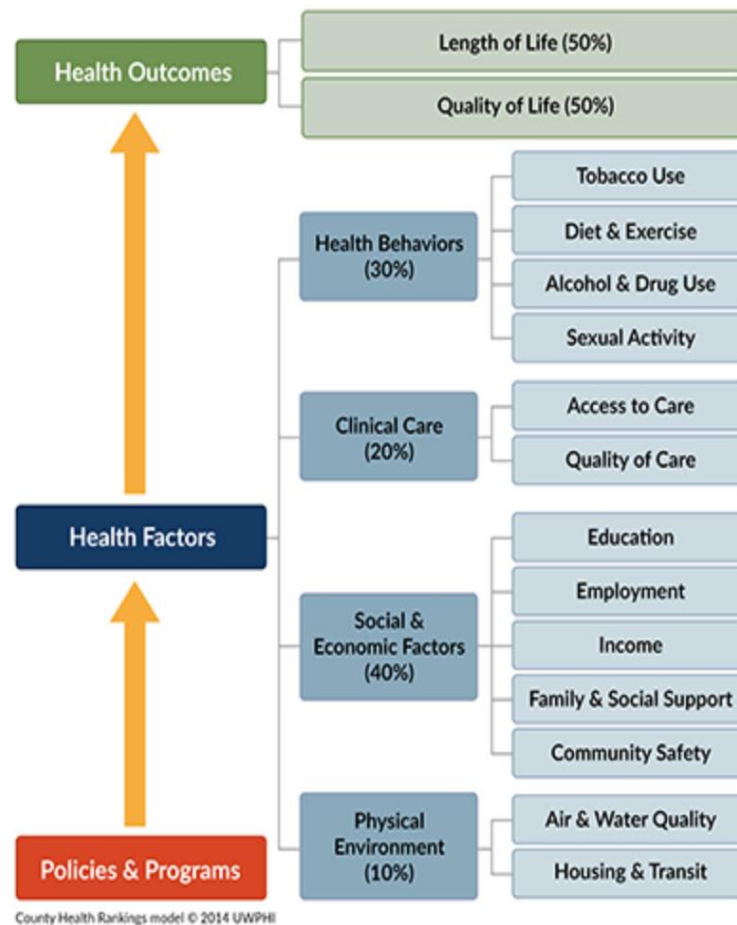 Health Outcomes
Length of Life (50%)
Quality of Life (50%)
Health Factors
Health Behaviors
(30%)
Tobacco Use
Diet & Exercise
Alcohol & Drug Use
Sexual Activity
Clinical Care
(20%)
Access to Care
Quality of Care
Social &
Economic Factors
(40%)
Education
Employment
Income
Family & Social Support
Community Safety
Physical
Environment
(10%)
Air & Water Quality
Housing & Transit
Policies & Programs
County Health Rankings model © 2014 UWPHI